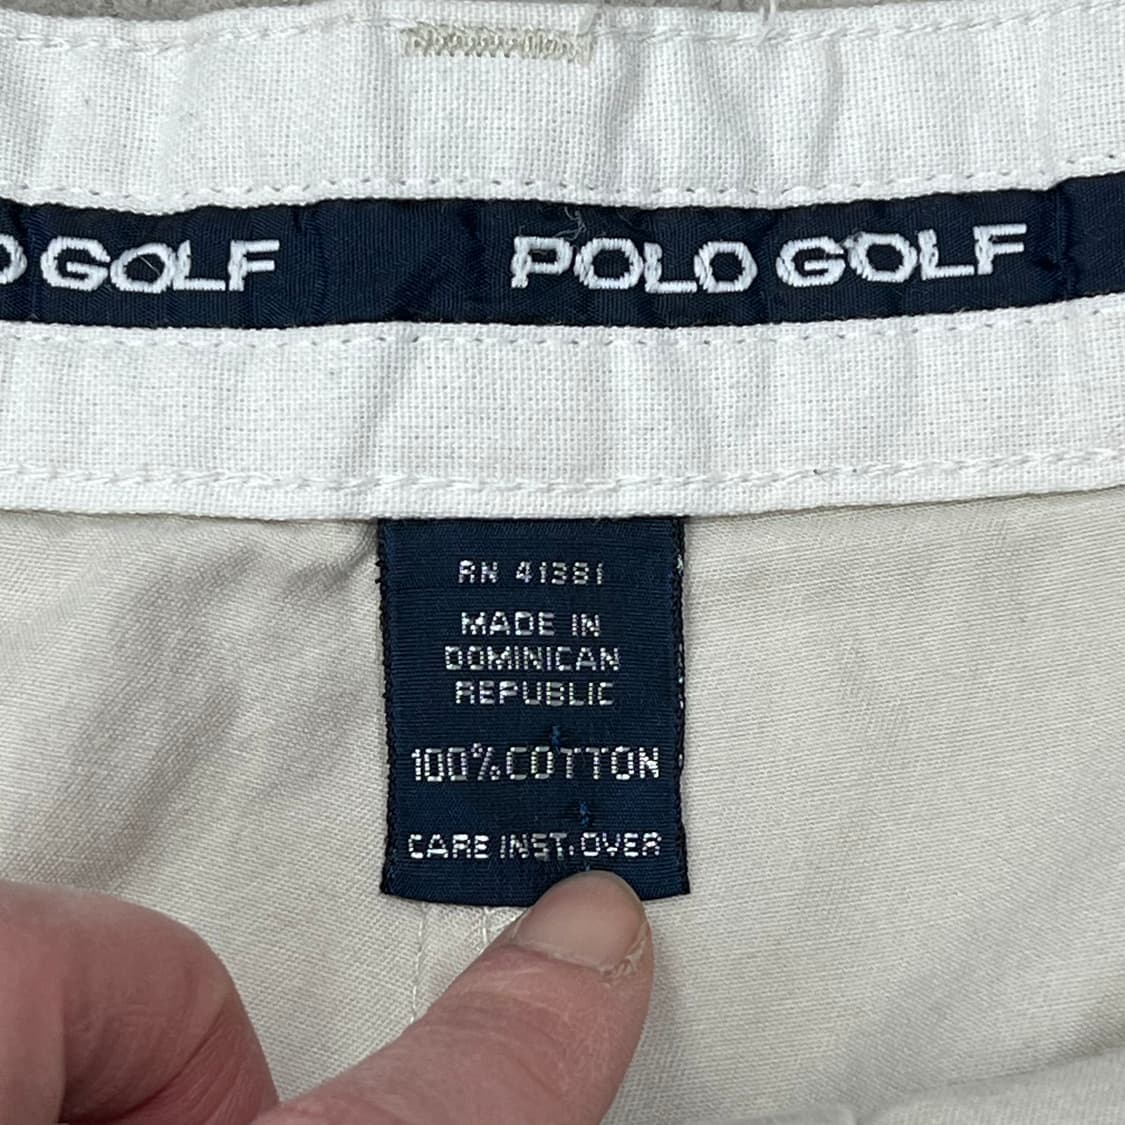 O GOLF POLO GOLF
RN 41381
MADE IN
DOMINICAN
REPUBLIC
100% COTTON
CARE INST. OVER